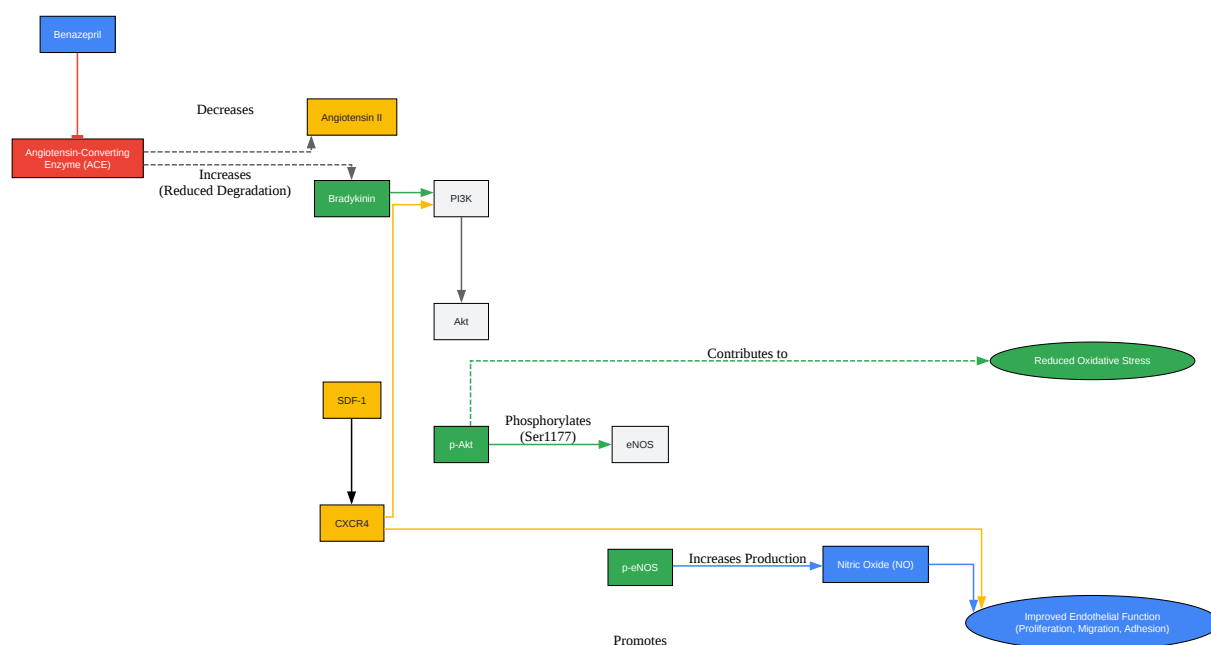 Benazepril
Decreases
Angiotensin II
Angiotensin-Converting
Enzyme (ACE)
Increases
(Reduced Degradation)
Bradykinin
PI3K
Akt
Contributes to
Reduced Oxidative Stress
SDF-1
Phosphorylates
(Ser1177)
p-Akt
eNOS
CXCR4
Increases Production
p-eNOS
Nitric Oxide (NO)
Improved Endothelial Function
(Proliferation, Migration, Adhesion)
Promotes